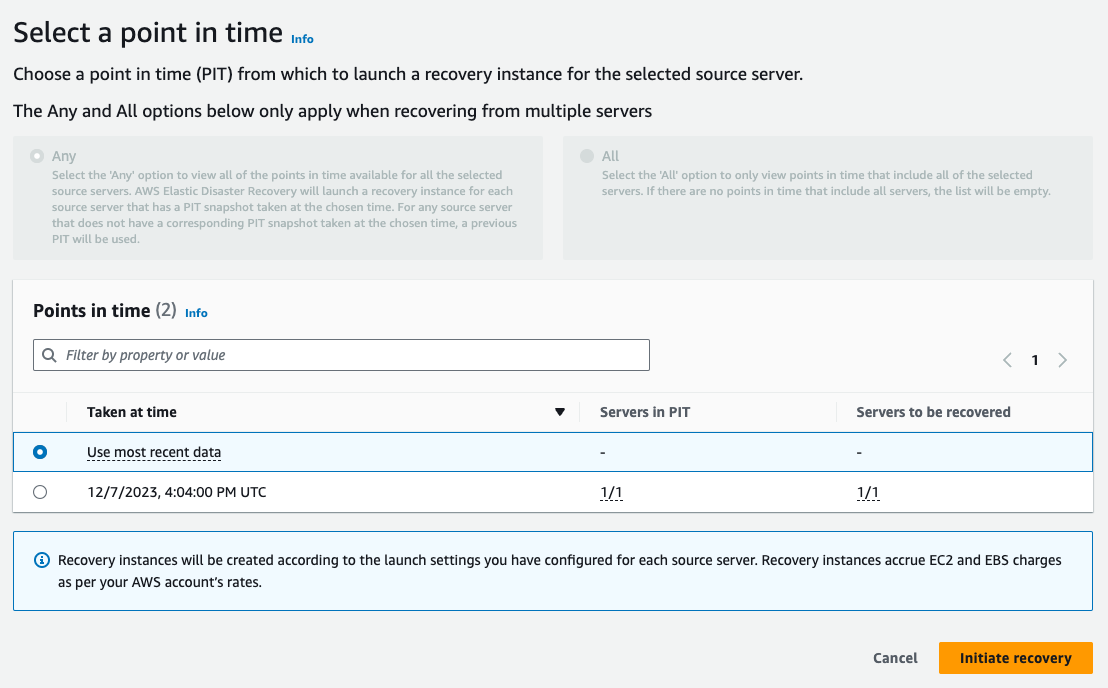 Select a point in time Info
Choose a point in time (PIT) from which to launch a recovery instance for the selected source server.
The Any and All options below only apply when recovering from multiple servers
Any
Select the 'Any' option to view all of the points in time available for all the selected
source servers. AWS Elastic Disaster Recovery will launch a recovery instance for each
source server that has a PIT snapshot taken at the chosen time. For any source server
that does not have a corresponding PIT snapshot taken at the chosen time, a previous
PIT will be used.
All
Select the 'All' option to only view points in time that include all of the selected
servers. If there are no points in time that include all servers, the list will be empty.
Points in time (2) Info
Filter by property or value
1
Taken at time Servers in PIT Servers to be recovered
Use most recent data - -
12/7/2023, 4:04:00 PM UTC 1/1 1/1
Recovery instances will be created according to the launch settings you have configured for each source server. Recovery instances accrue EC2 and EBS charges
as per your AWS account's rates.
Cancel Initiate recovery